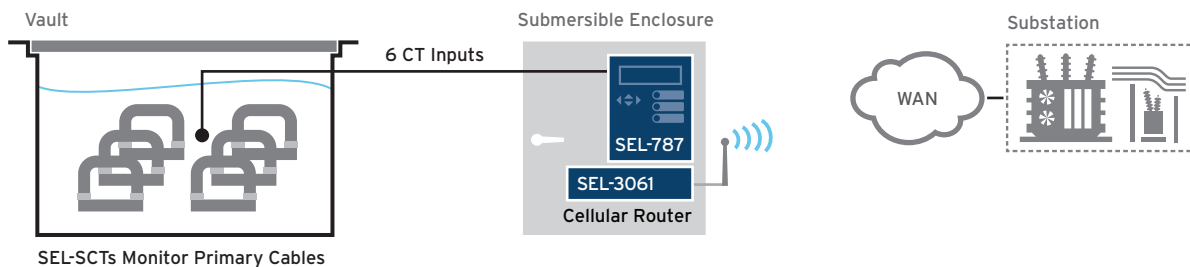 Vault
Submersible Enclosure
Substation
6 CT Inputs
WAN
SEL-787
SEL-3061
Cellular Router
SEL-SCTs Monitor Primary Cables